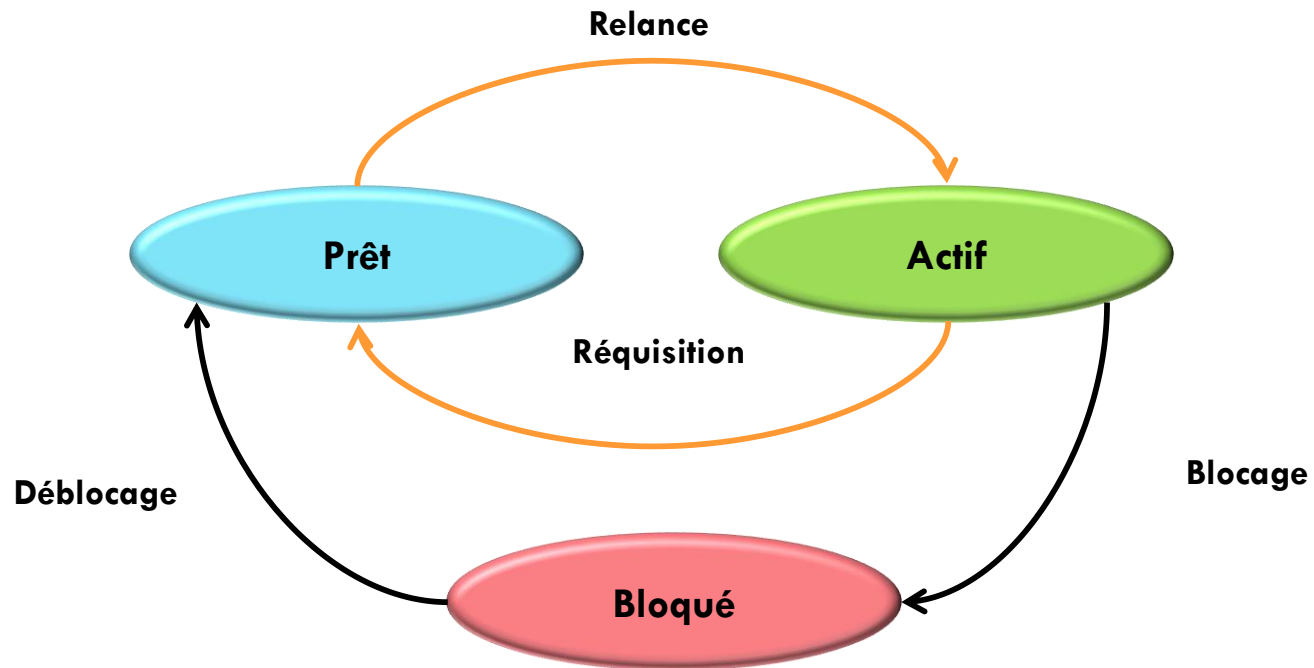 Relance
Prêt
Actif
Réquisition
Déblocage
Blocage
Bloqué